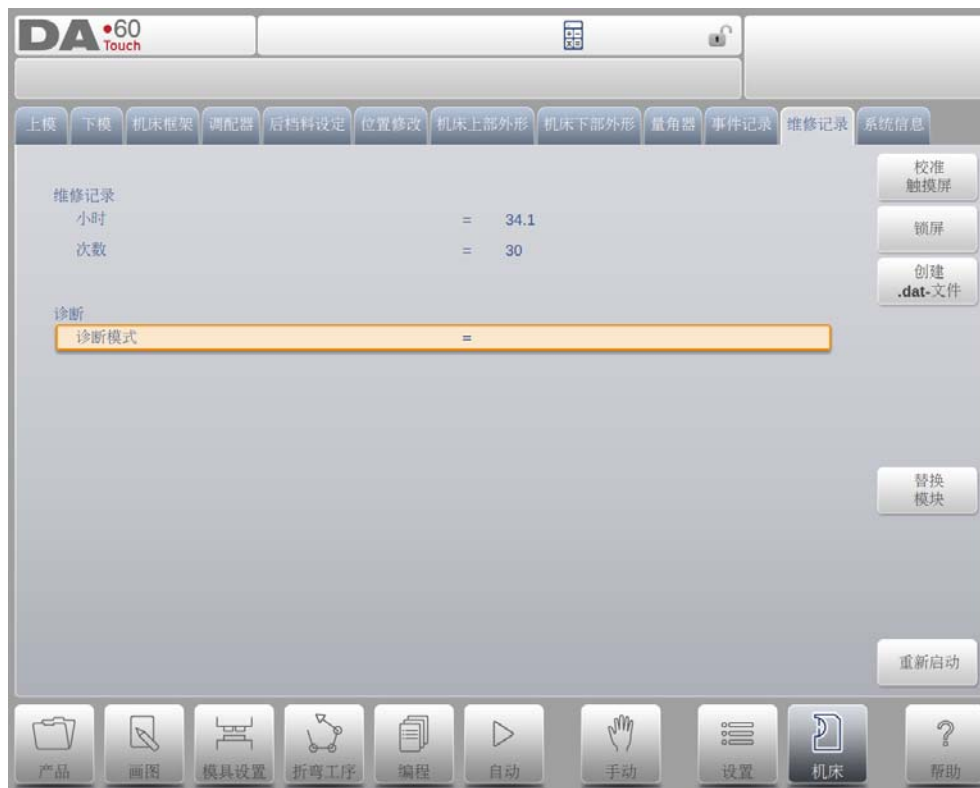 DA•60
Touch
上模 下模 机床框架 调配器 后档料设定 位置修改 机床上部外形 机床下部外形 量角器 事件记录 维修记录 系统信息
维修记录
小时 = 34.1
次数 = 30
诊断
诊断模式 =
校准
触摸屏
锁屏
创建
.dat-文件
替换
模块
重新启动
产品 画图 模具设置 折弯工序 编程 自动 手动 设置 机床 帮助